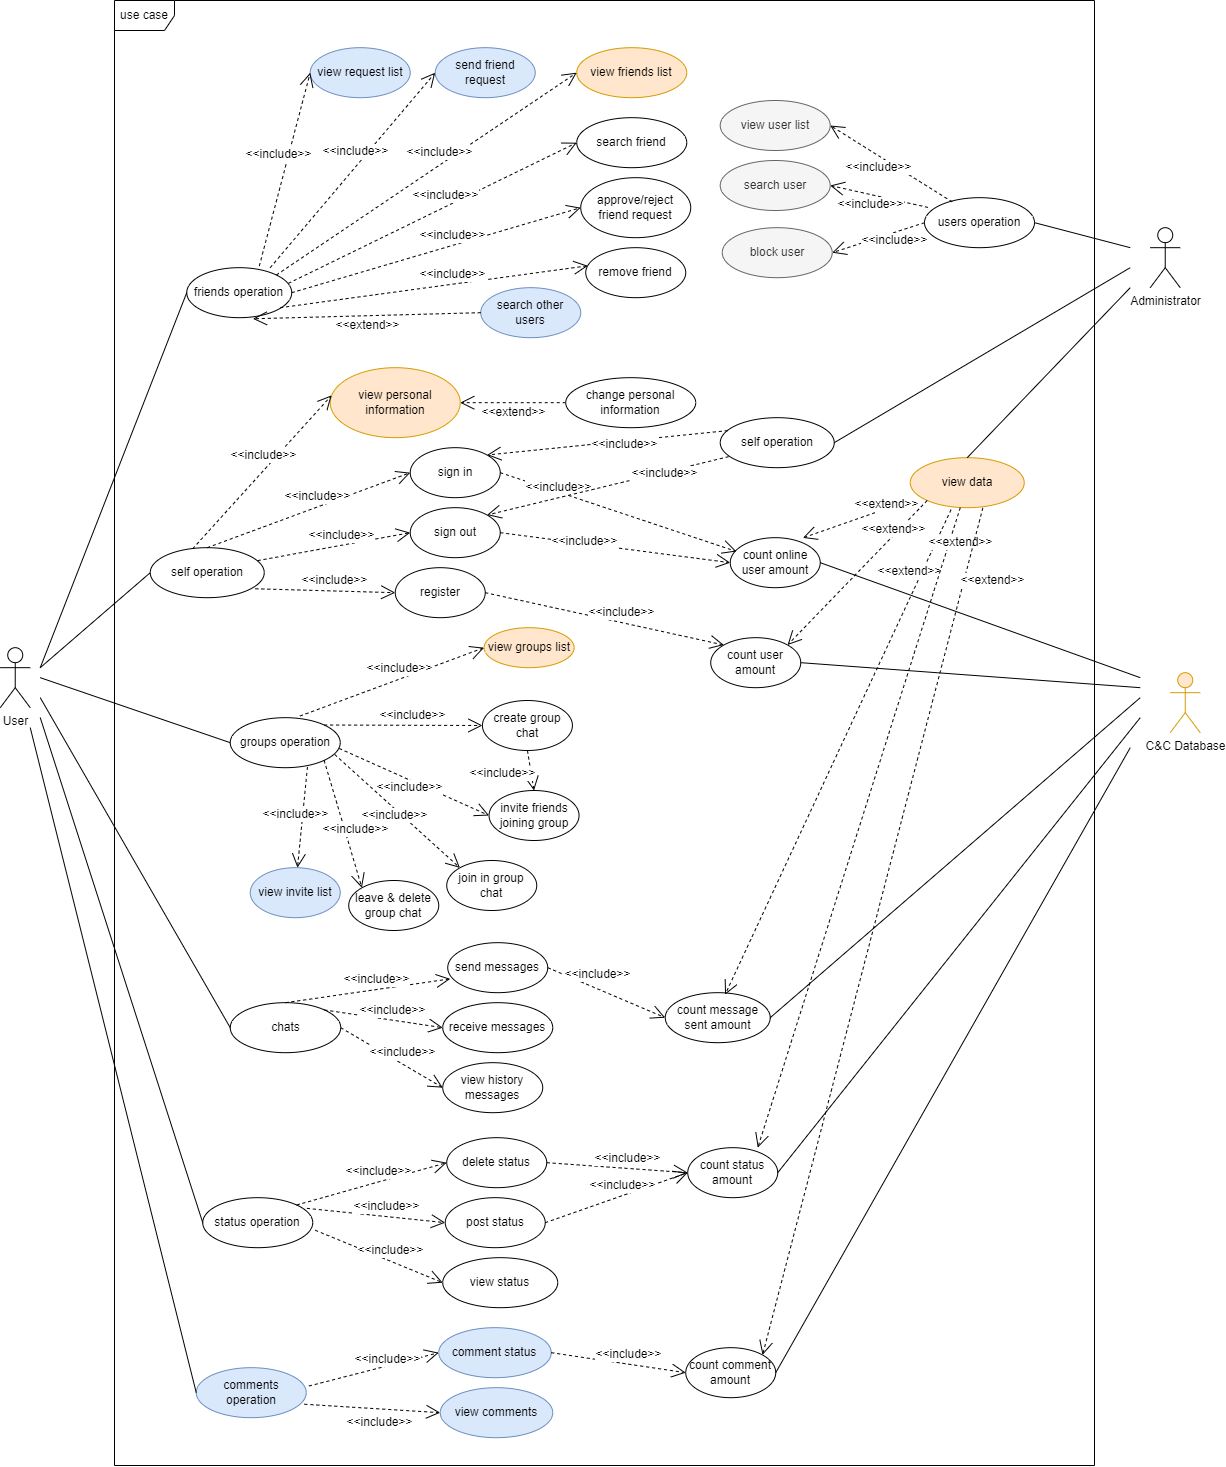 use case
view request list
send friend
request
view friends list
search friend
approve/reject
friend request
remove friend
search other
users
friends operation
<<include>>
<<include>>
<<include>>
<<include>>
<<include>>
<<include>>
<<extend>>
view user list
search user
block user
users operation
<<include>>
<<include>>
<<include>>
Administrator
view personal
information
<<extend>>
change personal
information
self operation
<<include>>
<<include>>
<<include>>
sign in
<<include>>
<<include>>
sign out
<<include>>
<<include>>
self operation
<<include>>
register
<<include>>
view data
<<extend>>
<<extend>>
<<extend>>
<<extend>>
<<extend>>
count online
user amount
count user
amount
User
C&C Database
view groups list
<<include>>
groups operation
<<include>>
create group
chat
<<include>>
<<include>>
invite friends
joining group
<<include>>
<<include>>
<<include>>
view invite list
leave & delete
group chat
join in group
chat
chats
<<include>>
send messages
<<include>>
<<include>>
receive messages
<<include>>
view history
messages
count message
sent amount
status operation
<<include>>
delete status
<<include>>
<<include>>
post status
<<include>>
<<include>>
view status
count status
amount
comments
operation
<<include>>
comment status
<<include>>
<<include>>
view comments
count comment
amount